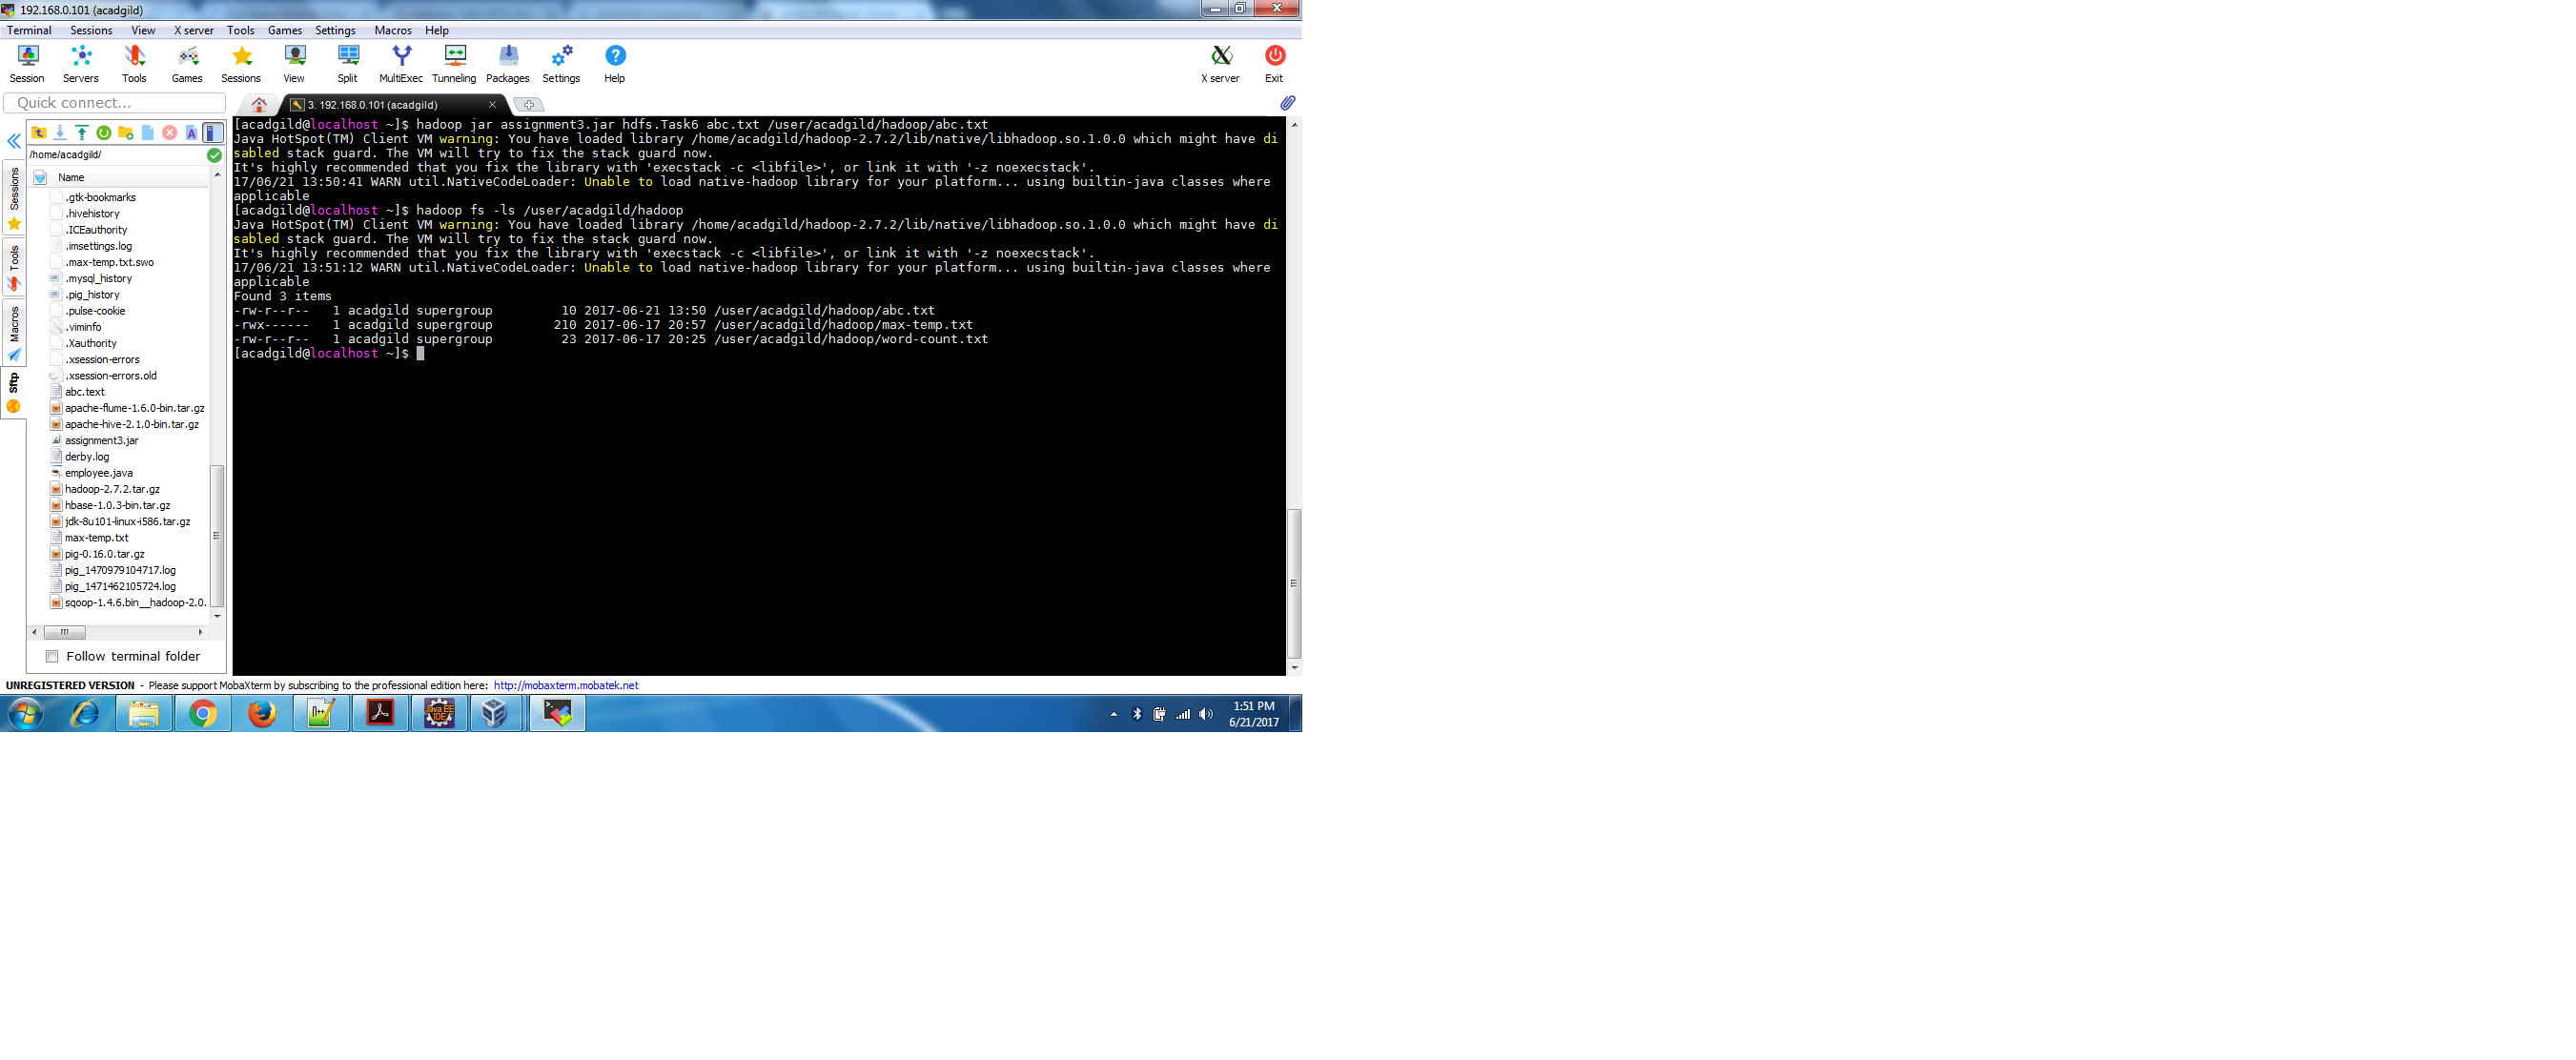 192.168.0.101 (acadgild)
Terminal Sessions View X server Tools Games Settings Macros Help
Session Servers Tools Games Sessions View Split MultiExec Tunneling Packages Settings Help X server Exit
Quick connect...
3. 192.168.0.101 (acadgild)
/home/acadgild/
Name
.gtk-bookmarks
.hivehistory
.ICEauthority
.imsettings.log
.max-temp.txt.swo
.mysql_history
.pig_history
.pulse-cookie
.viminfo
.Xauthority
.xsession-errors
.xsession-errors.old
abc.text
apache-flume-1.6.0-bin.tar.gz
apache-hive-2.1.0-bin.tar.gz
assignment3.jar
derby.log
employee.java
hadoop-2.7.2.tar.gz
hbase-1.0.3-bin.tar.gz
jdk-8u101-linux-i586.tar.gz
max-temp.txt
pig-0.16.0.tar.gz
pig_1470979104717.log
pig_1471462105724.log
sqoop-1.4.6.bin__hadoop-2.0.
Follow terminal folder
Sessions
Tools
Macros
Sftp
[acadgild@localhost ~]$ hadoop jar assignment3.jar hdfs.Task6 abc.txt /user/acadgild/hadoop/abc.txt
Java HotSpot(TM) Client VM warning: You have loaded library /home/acadgild/hadoop-2.7.2/lib/native/libhadoop.so.1.0.0 which might have di
sabled stack guard. The VM will try to fix the stack guard now.
It's highly recommended that you fix the library with 'execstack -c <libfile>', or link it with '-z noexecstack'.
17/06/21 13:50:41 WARN util.NativeCodeLoader: Unable to load native-hadoop library for your platform... using builtin-java classes where
applicable
[acadgild@localhost ~]$ hadoop fs -ls /user/acadgild/hadoop
Java HotSpot(TM) Client VM warning: You have loaded library /home/acadgild/hadoop-2.7.2/lib/native/libhadoop.so.1.0.0 which might have di
sabled stack guard. The VM will try to fix the stack guard now.
It's highly recommended that you fix the library with 'execstack -c <libfile>', or link it with '-z noexecstack'.
17/06/21 13:51:12 WARN util.NativeCodeLoader: Unable to load native-hadoop library for your platform... using builtin-java classes where
applicable
Found 3 items
-rw-r--r-- 1 acadgild supergroup 10 2017-06-21 13:50 /user/acadgild/hadoop/abc.txt
-rwx------ 1 acadgild supergroup 210 2017-06-17 20:57 /user/acadgild/hadoop/max-temp.txt
-rw-r--r-- 1 acadgild supergroup 23 2017-06-17 20:25 /user/acadgild/hadoop/word-count.txt
[acadgild@localhost ~]$
UNREGISTERED VERSION - Please support MobaXterm by subscribing to the professional edition here: http://mobaxterm.mobatek.net
Java EE
IDE
1:51 PM
6/21/2017